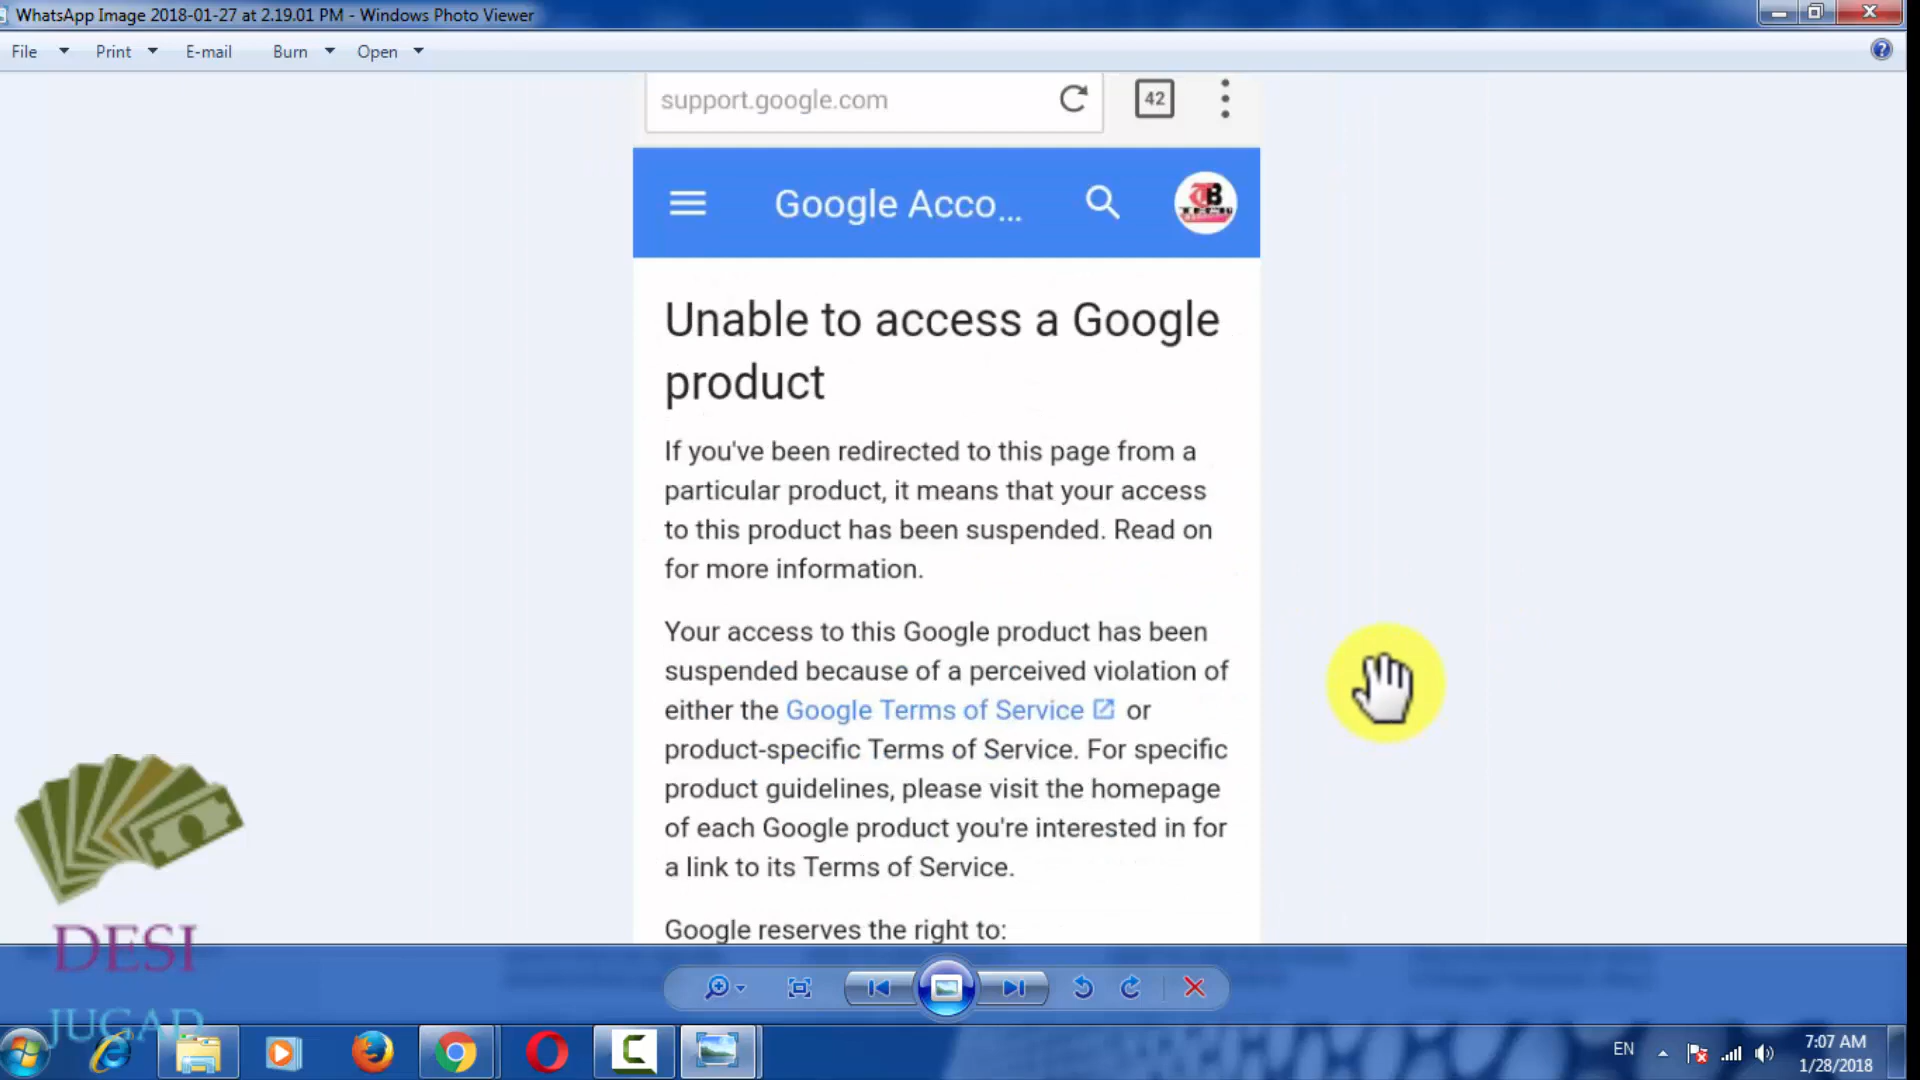 WhatsApp Image 2018-01-27 at 2.19.01 PM - Windows Photo Viewer
File Print E-mail Burn Open
support.google.com 42
Google Acco...
TB
Unable to access a Google
product
If you've been redirected to this page from a
particular product, it means that your access
to this product has been suspended. Read on
for more information.
Your access to this Google product has been
suspended because of a perceived violation of
either the Google Terms of Service or
product-specific Terms of Service. For specific
product guidelines, please visit the homepage
of each Google product you're interested in for
a link to its Terms of Service.
Google reserves the right to:
DESI
JUGAD
EN
7:07 AM
1/28/2018